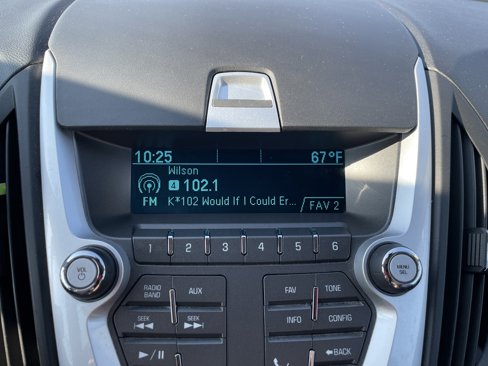 10:25 67°F
Wilson
4 102.1
FM K*102 Would If I Could Er... FAV 2
1 2 3 4 5 6
VOL
MENU
SEL
RADIO
BAND
AUX
FAV
TONE
SEEK
SEEK
INFO
CONFIG
BACK